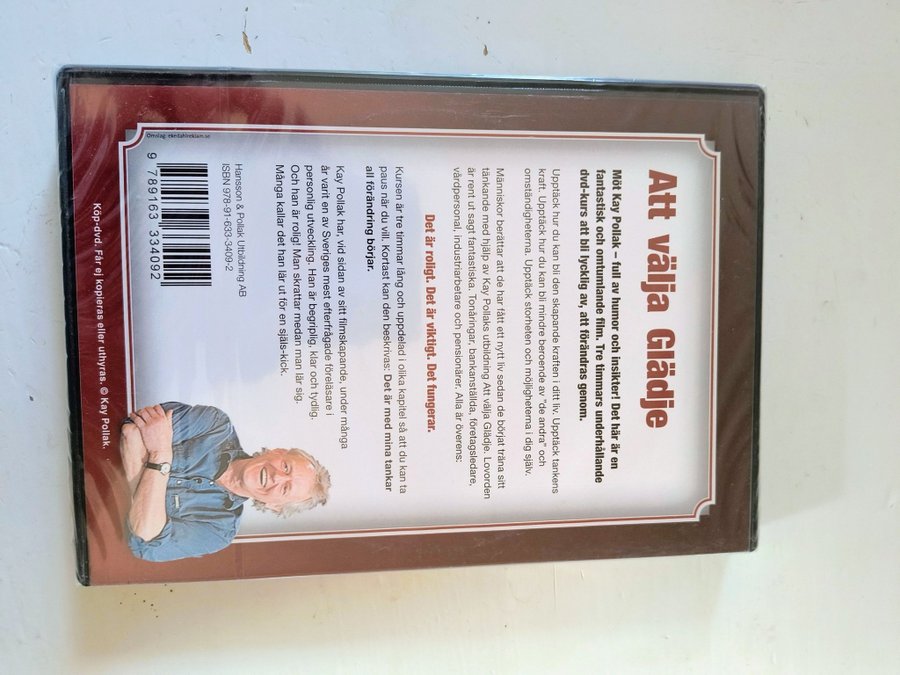 Att välja Glädje
Möt Kay Pollak – full av humor och insikter! Det här är en
fantastisk och omtumlande film. Tre timmars underhållande
dvd-kurs att bli lycklig av, att förändras genom.
Upptäck hur du kan bli den skapande kraften i ditt liv. Upptäck tankens
kraft. Upptäck hur du kan bli mindre beroende av "de andra" och
omständigheterna. Upptäck storheten och möjligheterna i dig själv.
Människor berättar att de har fått ett nytt liv sedan de börjat träna sitt
tänkande med hjälp av Kay Pollaks utbildning Att välja Glädje. Lovorden
är rent ut sagt fantastiska. Tonåringar, bankanställda, företagsledare,
vårdpersonal, industriarbetare och pensionärer. Alla är överens:
Det är roligt. Det är viktigt. Det fungerar.
Kursen är tre timmar lång och uppdelad i olika kapitel så att du kan ta
paus när du vill. Kortast kan den beskrivas: Det är med mina tankar
all förändring börjar.
Kay Pollak har, vid sidan av sitt filmskapande, under många
år varit en av Sveriges mest efterfrågade föreläsare i
personlig utveckling. Han är begriplig, klar och tydlig.
Och han är rolig! Man skrattar medan man lär sig.
Många kallar det han lär ut för en själs-kick.
Hansson & Pollak Utbildning AB
ISBN 978-91-633-3409-2
9 789163 334092
Omslag: ekedahlreklam.se
Köp-dvd. Får ej kopieras eller uthyras. © Kay Pollak.